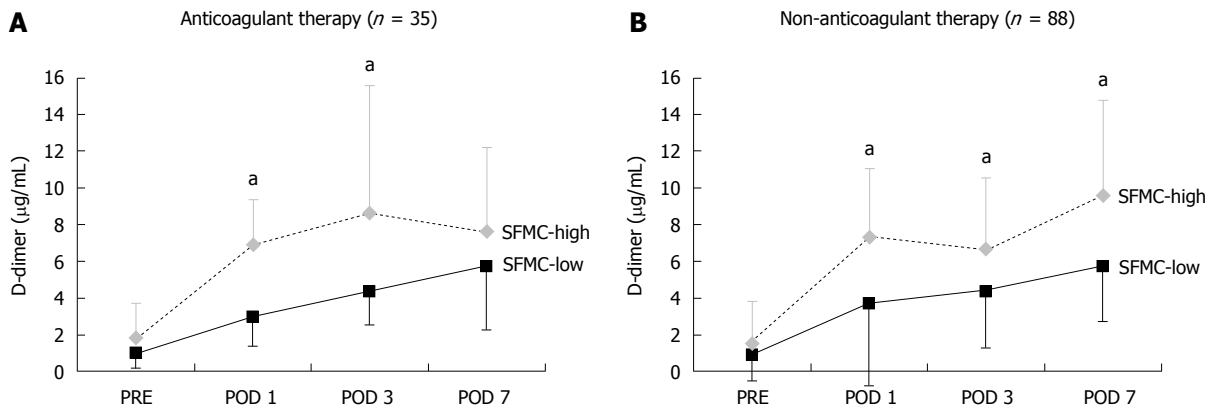 A
Anticoagulant therapy (n = 35)
D-dimer (μg/mL)
16
14
12
10
8
6
4
2
0
a
a
SFMC-high
SFMC-low
PRE
POD 1
POD 3
POD 7
B
Non-anticoagulant therapy (n = 88)
D-dimer (μg/mL)
16
14
12
10
8
6
4
2
0
a
a
a
SFMC-high
SFMC-low
PRE
POD 1
POD 3
POD 7